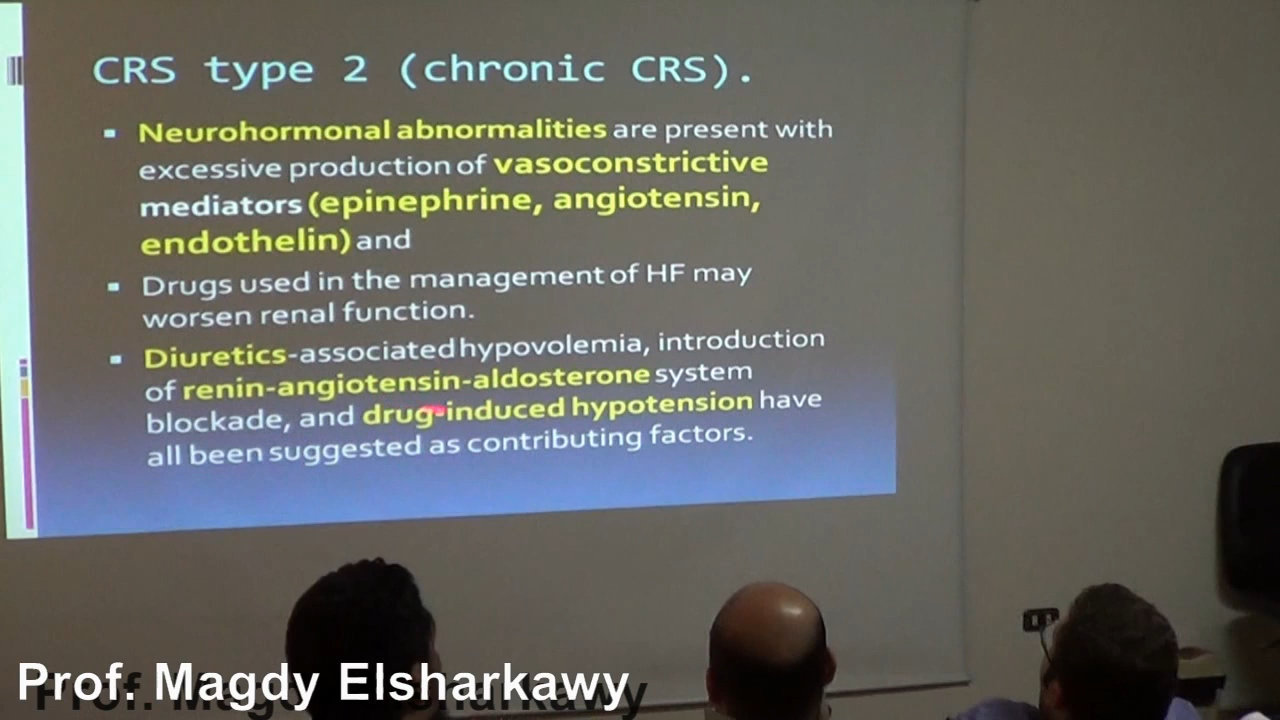 CRS type 2 (chronic CRS).
▪ Neurohormonal abnormalities are present with
excessive production of vasoconstrictive
mediators (epinephrine, angiotensin,
endothelin) and
▪ Drugs used in the management of HF may
worsen renal function.
▪ Diuretics-associated hypovolemia, introduction
of renin-angiotensin-aldosterone system
blockade, and drug-induced hypotension have
all been suggested as contributing factors.
Prof. Magdy Elsharkawy